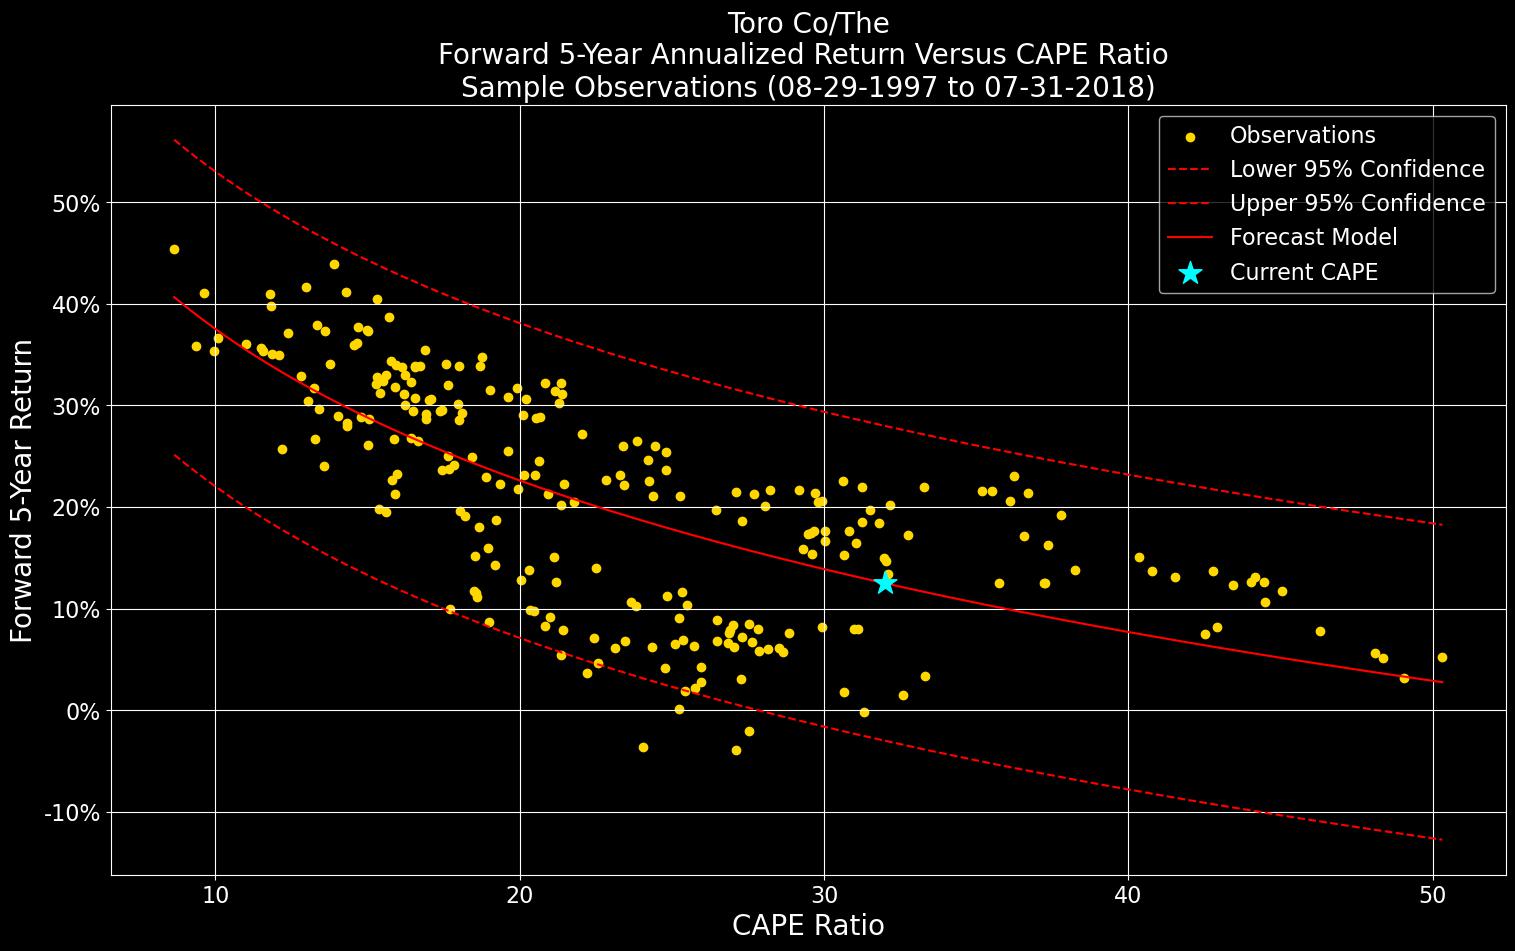 Toro Co/The
Forward 5-Year Annualized Return Versus CAPE Ratio
Sample Observations (08-29-1997 to 07-31-2018)
Observations
Lower 95% Confidence
Upper 95% Confidence
Forecast Model
Current CAPE
Forward 5-Year Return
50%
40%
30%
20%
10%
0%
-10%
10 20 30 40 50
CAPE Ratio